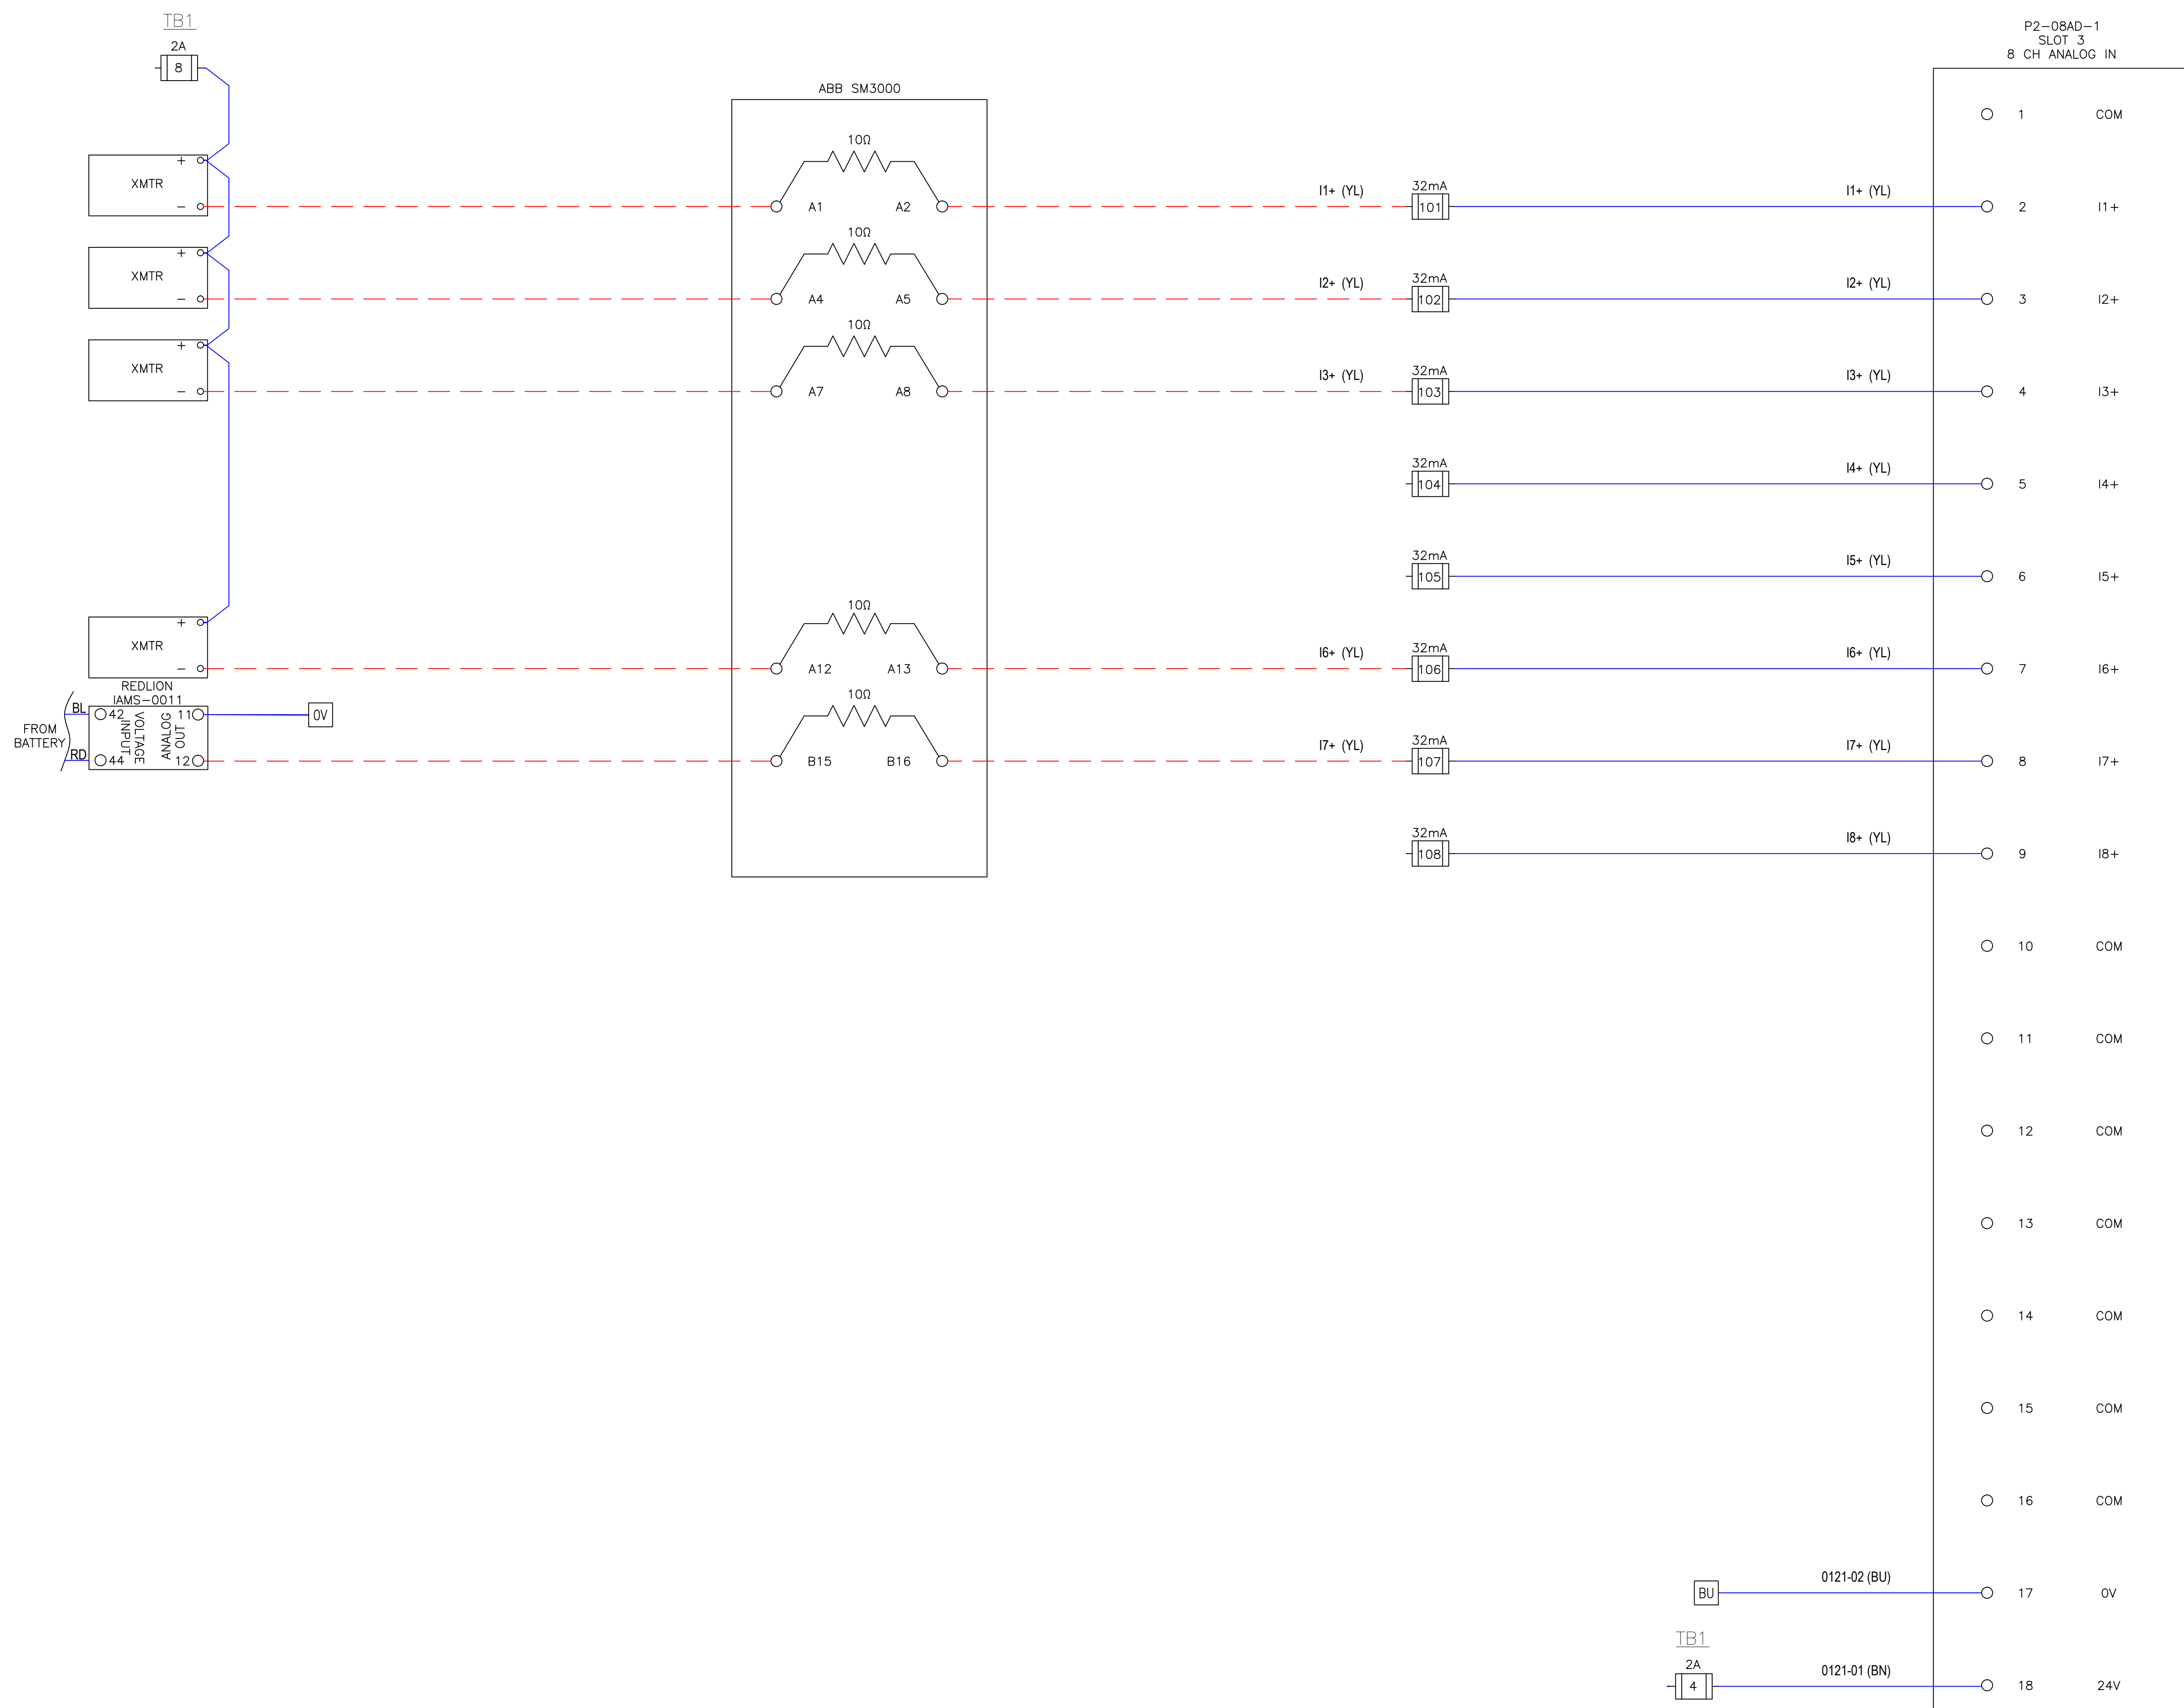 TB1
2A
8
P2-08AD-1
SLOT 3
8 CH ANALOG IN
ABB SM3000
1 COM
10Ω
+
XMTR
-
A1 A2
I1+ (YL)
32mA
101
I1+ (YL)
2 I1+
10Ω
+
XMTR
-
A4 A5
I2+ (YL)
32mA
102
I2+ (YL)
3 I2+
10Ω
+
XMTR
-
A7 A8
I3+ (YL)
32mA
103
I3+ (YL)
4 I3+
32mA
104
I4+ (YL)
5 I4+
32mA
105
I5+ (YL)
6 I5+
10Ω
+
XMTR
-
A12 A13
I6+ (YL)
32mA
106
I6+ (YL)
7 I6+
REDLION
IAMS-0011
FROM
BATTERY
BL
RD
42
44
VOLTAGE
INPUT
ANALOG
OUT
11
12
0V
10Ω
B15 B16
I7+ (YL)
32mA
107
I7+ (YL)
8 I7+
32mA
108
I8+ (YL)
9 I8+
10 COM
11 COM
12 COM
13 COM
14 COM
15 COM
16 COM
BU
0121-02 (BU)
17 0V
TB1
2A
4
0121-01 (BN)
18 24V